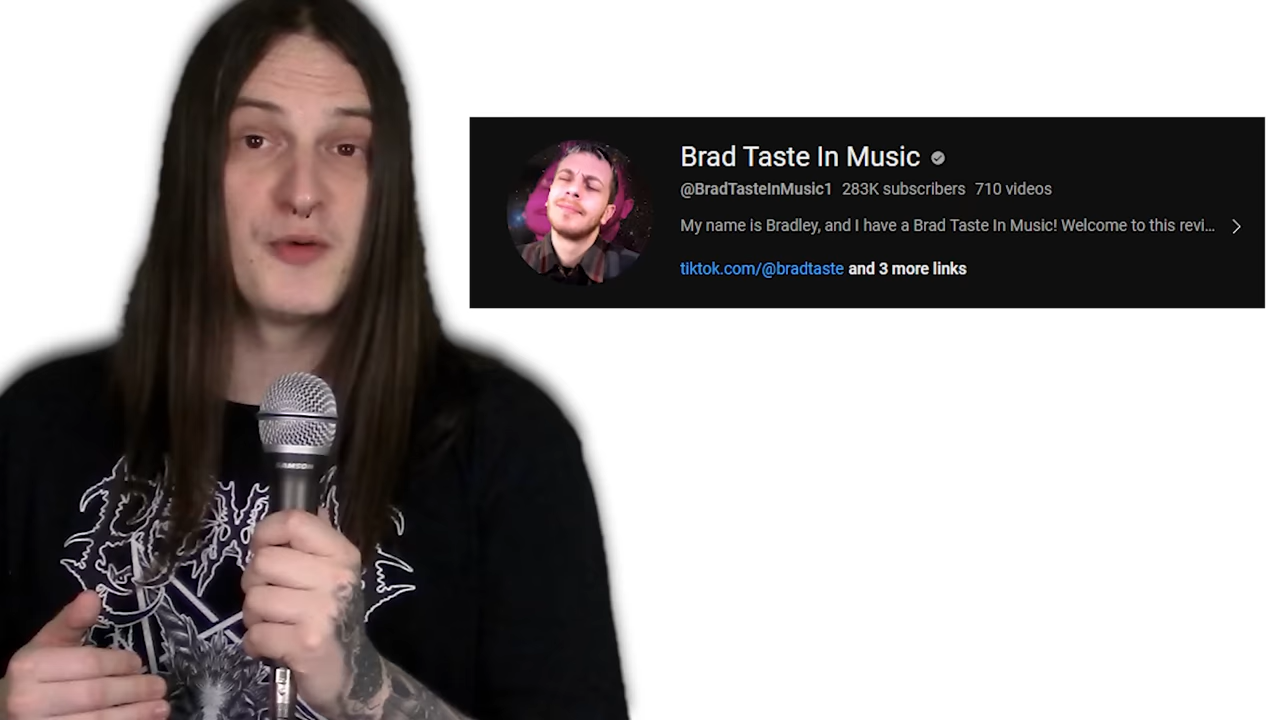 Brad Taste In Music
@BradTasteInMusic1 283K subscribers 710 videos
My name is Bradley, and I have a Brad Taste In Music! Welcome to this revi...
tiktok.com/@bradtaste and 3 more links
SAMSON